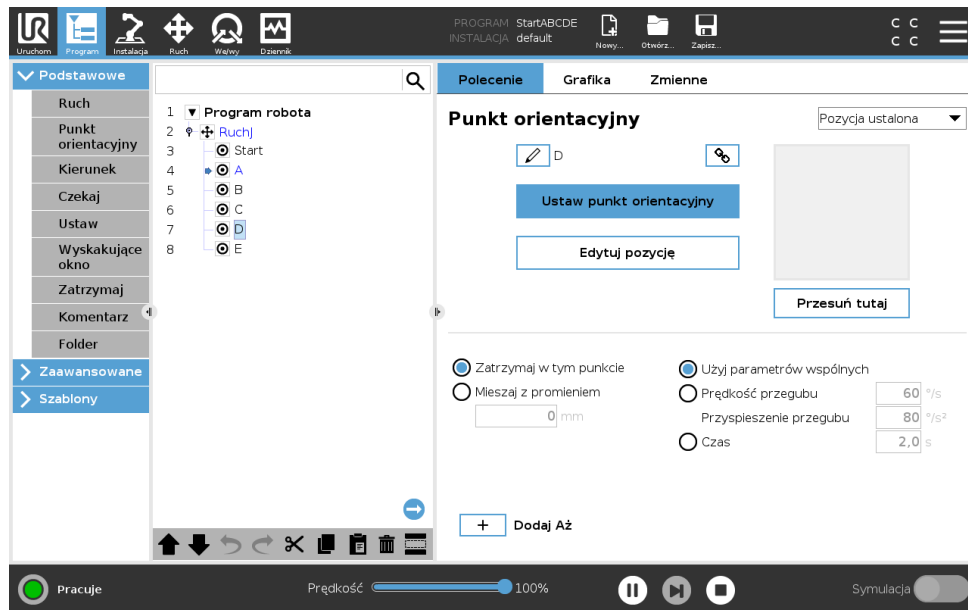 PROGRAM StartABCDE
INSTALACJA default
Uruchom Program Instalacja Ruch We/wy Dziennik Nowy... Otwórz... Zapisz...
C C
C C
Podstawowe
Ruch
Punkt
orientacyjny
Kierunek
Czekaj
Ustaw
Wyskakujące
okno
Zatrzymaj
Komentarz
Folder
Zaawansowane
Szablony
1 Program robota
2 RuchJ
3 Start
4 A
5 B
6 C
7 D
8 E
Polecenie Grafika Zmienne
Punkt orientacyjny
Pozycja ustalona
D
Ustaw punkt orientacyjny
Edytuj pozycję
Przesuń tutaj
Zatrzymaj w tym punkcie
Mieszaj z promieniem
0 mm
Użyj parametrów wspólnych
Prędkość przegubu 60 °/s
Przyspieszenie przegubu 80 °/s²
Czas 2,0 s
+ Dodaj Aż
Pracuje
Prędkość 100%
Symulacja